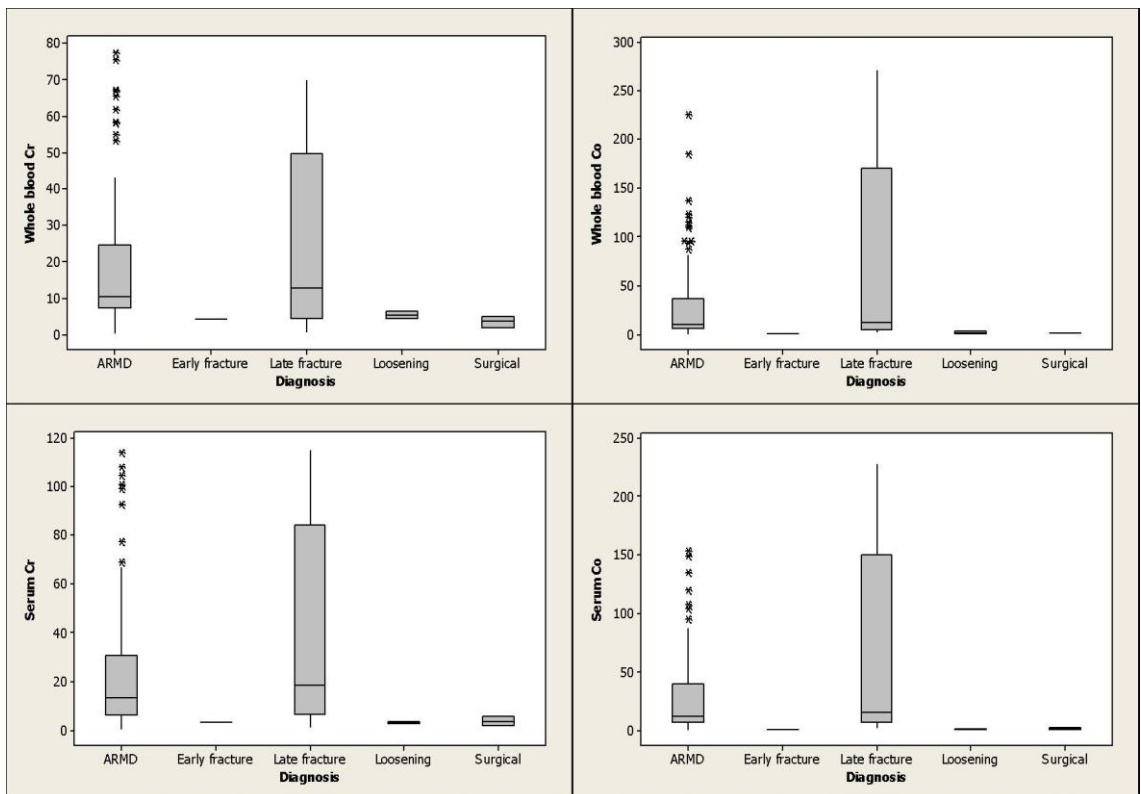 Whole blood Cr
80
70
60
50
40
30
20
10
0
ARMD Early fracture Late fracture Loosening Surgical
Diagnosis
Whole blood Co
300
250
200
150
100
50
0
ARMD Early fracture Late fracture Loosening Surgical
Diagnosis
Serum Cr
120
100
80
60
40
20
0
ARMD Early fracture Late fracture Loosening Surgical
Diagnosis
Serum Co
250
200
150
100
50
0
ARMD Early fracture Late fracture Loosening Surgical
Diagnosis